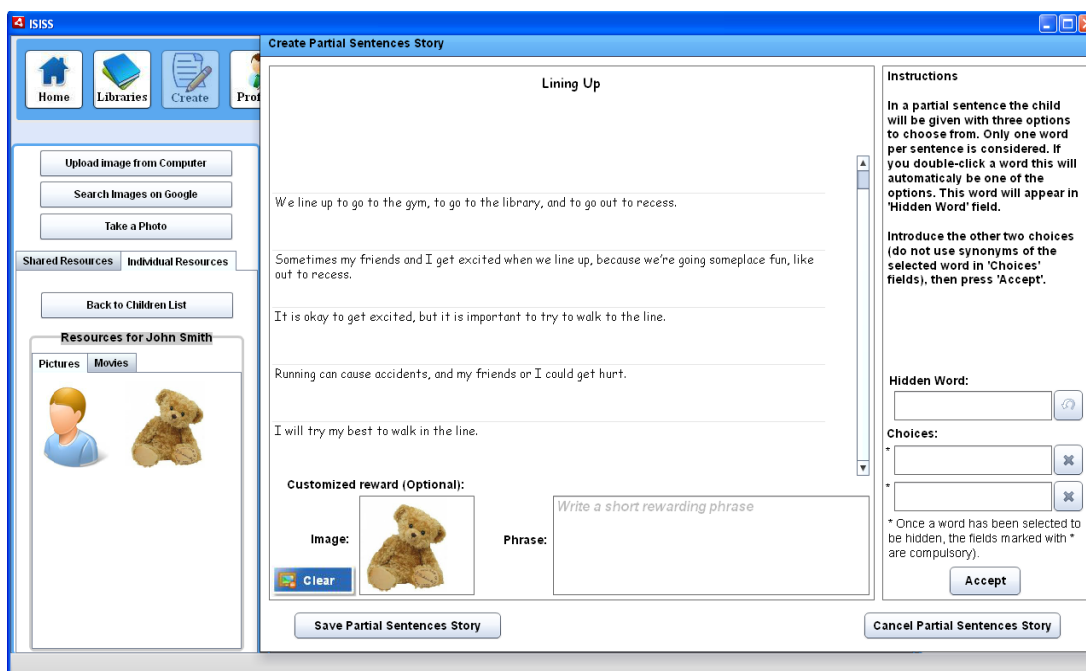 ISISS
Home
Libraries
Create
Prof
Upload image from Computer
Search Images on Google
Take a Photo
Shared Resources
Individual Resources
Back to Children List
Resources for John Smith
Pictures
Movies
Create Partial Sentences Story
Lining Up
We line up to go to the gym, to go to the library, and to go out to recess.
Sometimes my friends and I get excited when we line up, because we're going someplace fun, like
out to recess.
It is okay to get excited, but it is important to try to walk to the line.
Running can cause accidents, and my friends or I could get hurt.
I will try my best to walk in the line.
Customized reward (Optional):
Image:
Clear
Phrase:
Write a short rewarding phrase
Save Partial Sentences Story
Instructions
In a partial sentence the child
will be given with three options
to choose from. Only one word
per sentence is considered. If
you double-click a word this will
automaticaly be one of the
options. This word will appear in
'Hidden Word' field.
Introduce the other two choices
(do not use synonyms of the
selected word in 'Choices'
fields), then press 'Accept'.
Hidden Word:
Choices:
*
*
* Once a word has been selected to
be hidden, the fields marked with *
are compulsory).
Accept
Cancel Partial Sentences Story